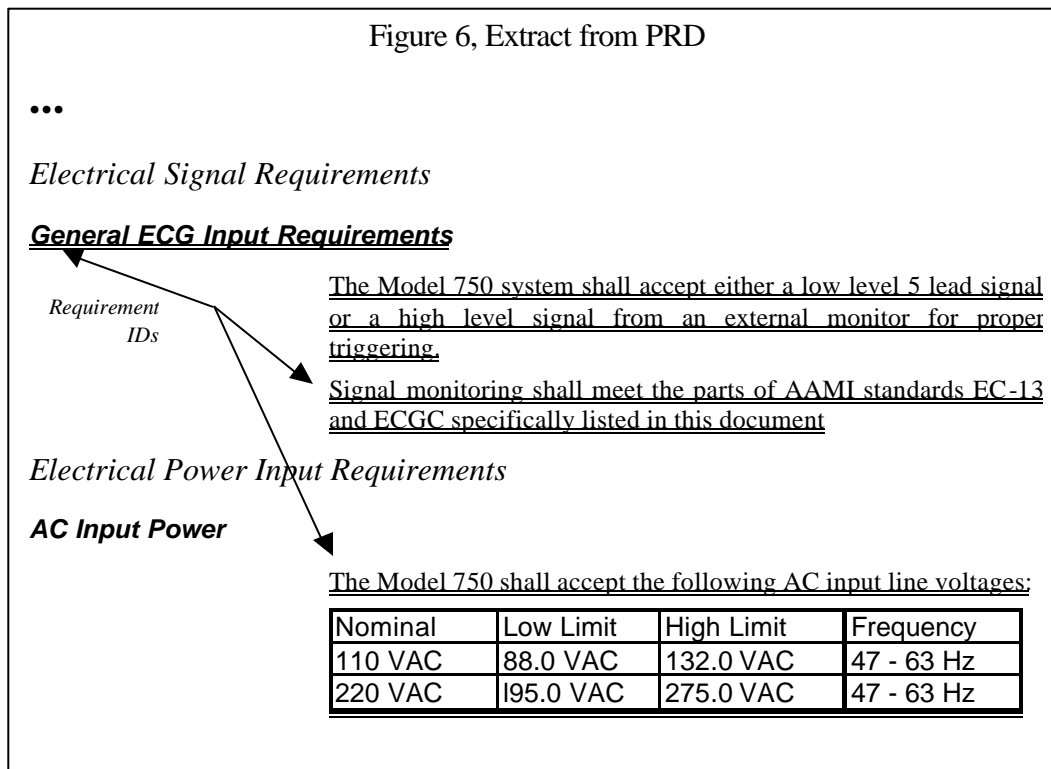 Figure 6, Extract from PRD
...
Electrical Signal Requirements
General ECG Input Requirements
Requirement
IDs
The Model 750 system shall accept either a low level 5 lead signal
or a high level signal from an external monitor for proper
triggering.
Signal monitoring shall meet the parts of AAMI standards EC-13
and ECGC specifically listed in this document
Electrical Power Input Requirements
AC Input Power
The Model 750 shall accept the following AC input line voltages:
Nominal Low Limit High Limit Frequency
110 VAC 88.0 VAC 132.0 VAC 47 - 63 Hz
220 VAC I95.0 VAC 275.0 VAC 47 - 63 Hz